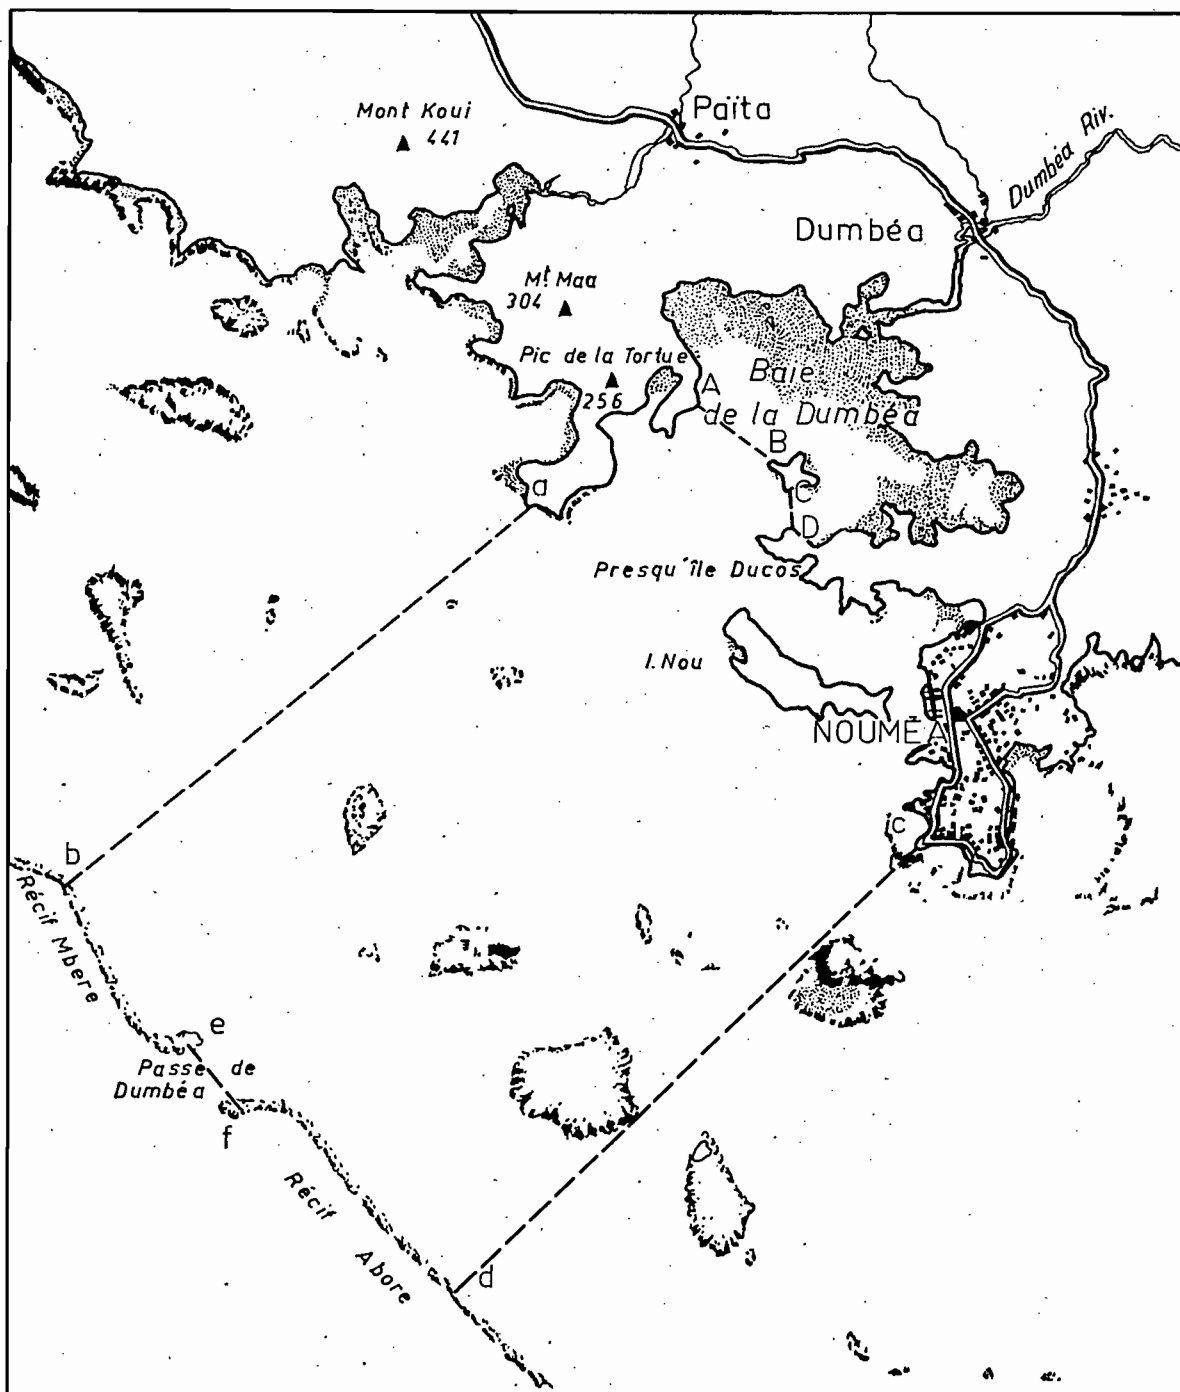 Mont Koui
441
Païta
Dumbéa Riv.
Dumbéa
Mt Maa
304
Pic de la Tortue
256
A
Baie
de la Dumbéa
B
a
C
D
Presqu'île Ducos
I. Nou
NOUMÉA
c
b
Récif Mbere
e
Passe de
Dumbéa
f
Récif Abore
d